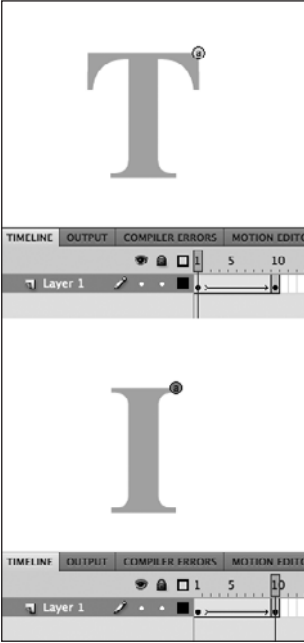 T
a
TIMELINE OUTPUT COMPILER ERRORS MOTION EDITO
1 5 10
Layer 1
I
a
TIMELINE OUTPUT COMPILER ERRORS MOTION EDITO
1 5 10
Layer 1